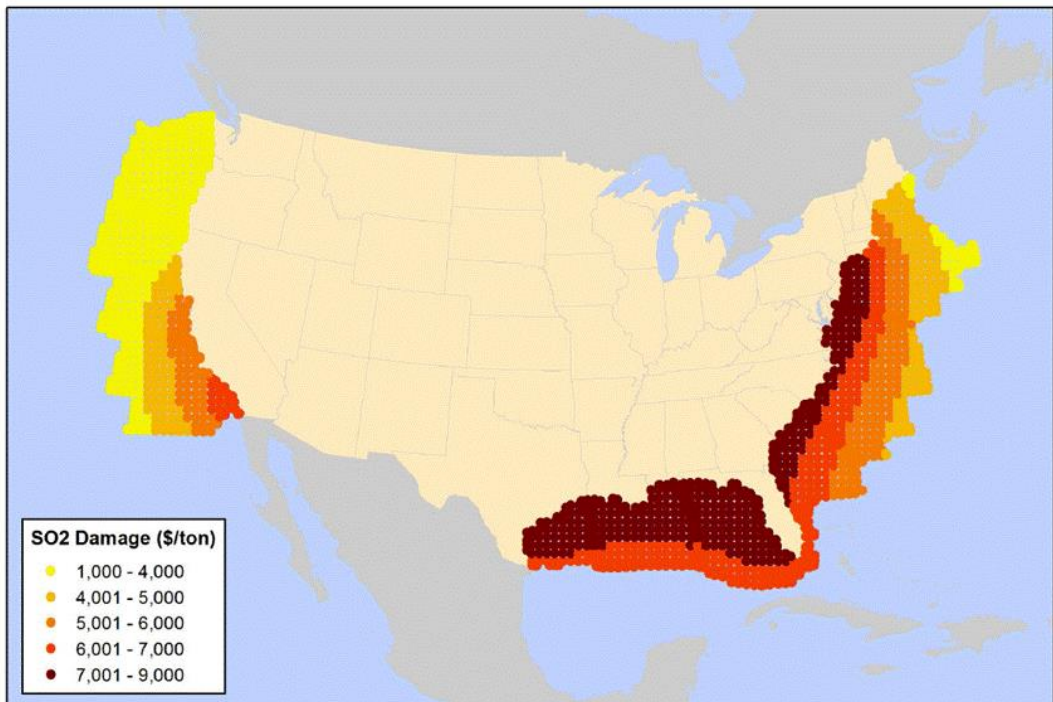 SO2 Damage ($/ton)
1,000 - 4,000
4,001 - 5,000
5,001 - 6,000
6,001 - 7,000
7,001 - 9,000